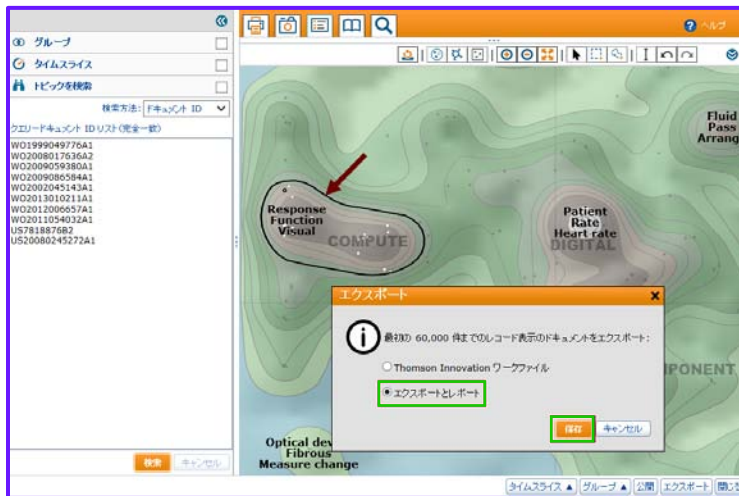 ヘルプ
グループ
タイムスライス
トピックを検索
検索方法: ドキュメント ID
クエリードキュメント IDリスト(完全一致)
WO1999049776A1
WO2008017636A2
WO2009059380A1
WO2009086584A1
WO2002045143A1
WO2013010211A1
WO2012006657A1
WO2011054032A1
US7818876B2
US20080245272A1
検索
キャンセル
Fluid
Pass
Arrang
Response
Function
Visual
COMPUTE
Patient
Rate
Heart rate
DIGITAL
エクスポート
最初の 60,000 件までのレコード表示のドキュメントをエクスポート:
Thomson Innovation ワークファイル
エクスポートとレポート
保存
キャンセル
PONENT
Optical dev
Fibrous
Measure change
タイムスライス ▲
グループ ▲
公開
エクスポート
閉じ